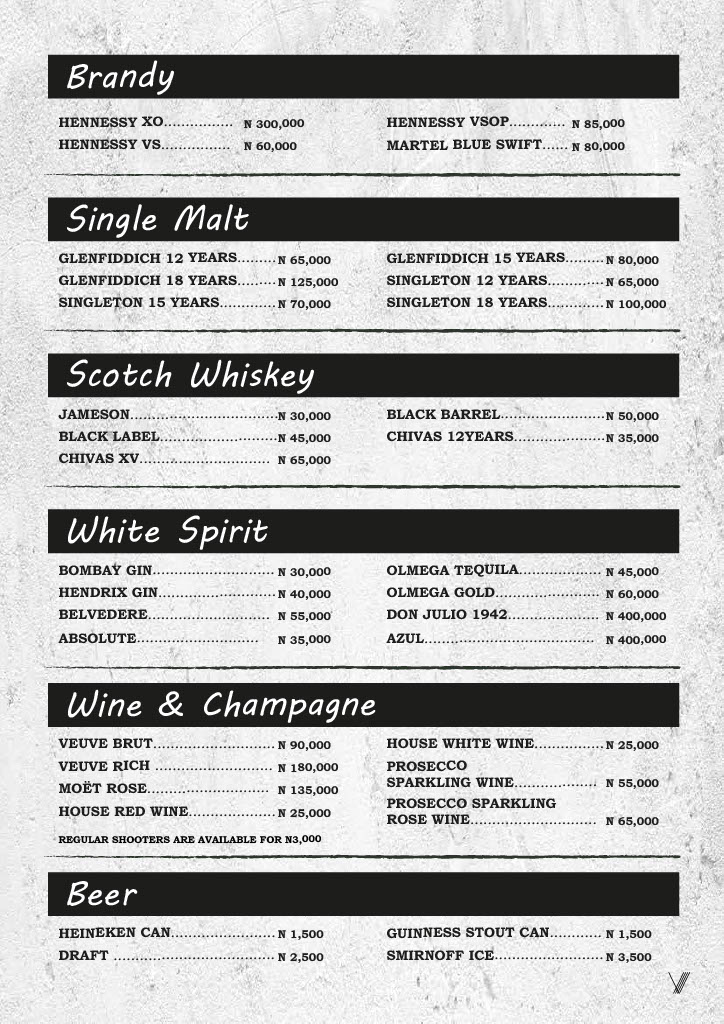 Brandy
HENNESSY XO............... N 300,000
HENNESSY VSOP............ N 85,000
HENNESSY VS............... N 60,000
MARTEL BLUE SWIFT...... N 80,000
Single Malt
GLENFIDDICH 12 YEARS......... N 65,000
GLENFIDDICH 15 YEARS......... N 80,000
GLENFIDDICH 18 YEARS......... N 125,000
SINGLETON 12 YEARS............. N 65,000
SINGLETON 15 YEARS............. N 70,000
SINGLETON 18 YEARS............. N 100,000
Scotch Whiskey
JAMESON.................................. N 30,000
BLACK BARREL........................ N 50,000
BLACK LABEL........................... N 45,000
CHIVAS 12YEARS..................... N 35,000
CHIVAS XV.............................. N 65,000
White Spirit
BOMBAY GIN............................ N 30,000
OLMEGA TEQUILA................... N 45,000
HENDRIX GIN.......................... N 40,000
OLMEGA GOLD........................ N 60,000
BELVEDERE............................. N 55,000
DON JULIO 1942..................... N 400,000
ABSOLUTE............................ N 35,000
AZUL....................................... N 400,000
Wine & Champagne
VEUVE BRUT............................ N 90,000
HOUSE WHITE WINE................ N 25,000
VEUVE RICH ........................... N 180,000
PROSECCO
SPARKLING WINE................... N 55,000
MOËT ROSE............................ N 135,000
PROSECCO SPARKLING
ROSE WINE............................. N 65,000
HOUSE RED WINE.................... N 25,000
REGULAR SHOOTERS ARE AVAILABLE FOR N3,000
Beer
HEINEKEN CAN........................ N 1,500
GUINNESS STOUT CAN............ N 1,500
DRAFT ..................................... N 2,500
SMIRNOFF ICE......................... N 3,500